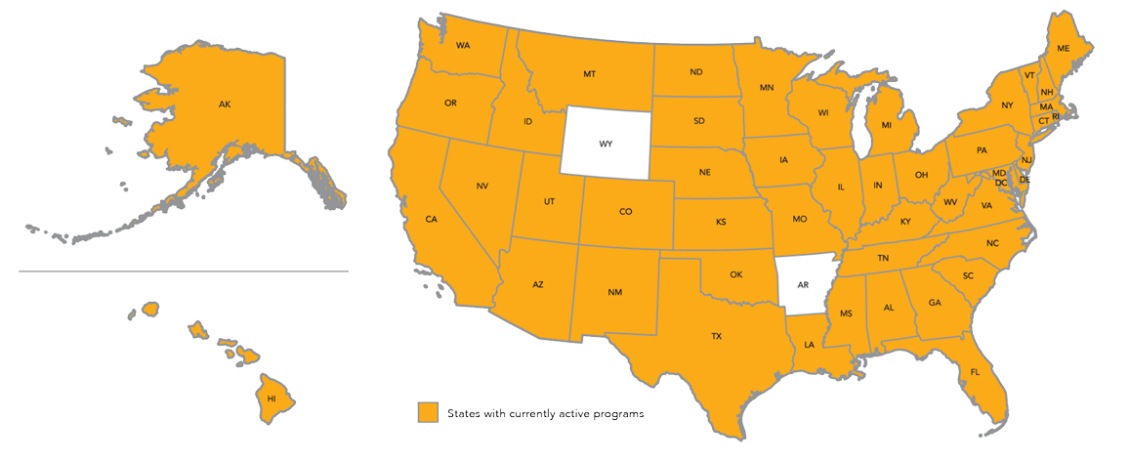 AK
HI
WA
OR
CA
ID
NV
MT
WY
UT
AZ
CO
NM
ND
SD
NE
KS
OK
TX
MN
IA
MO
AR
LA
WI
IL
MI
IN
OH
KY
TN
MS
AL
GA
FL
SC
NC
VA
WV
PA
NY
MD
DC
DE
NJ
CT
RI
MA
VT
NH
ME
States with currently active programs